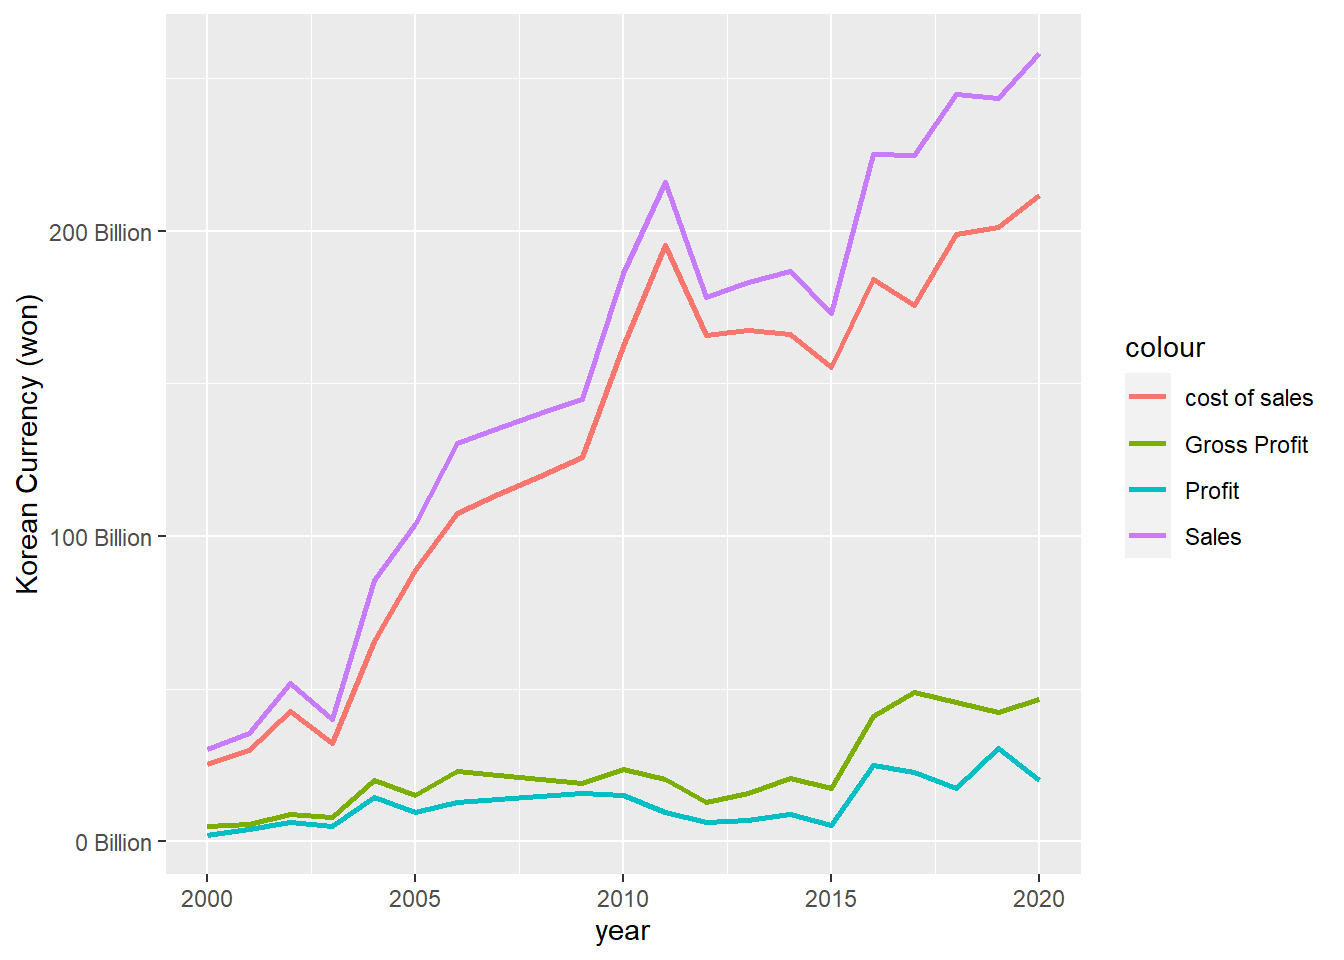 Korean Currency (won)
200 Billion
100 Billion
0 Billion
2000 2005 2010 2015 2020
year
colour
cost of sales
Gross Profit
Profit
Sales